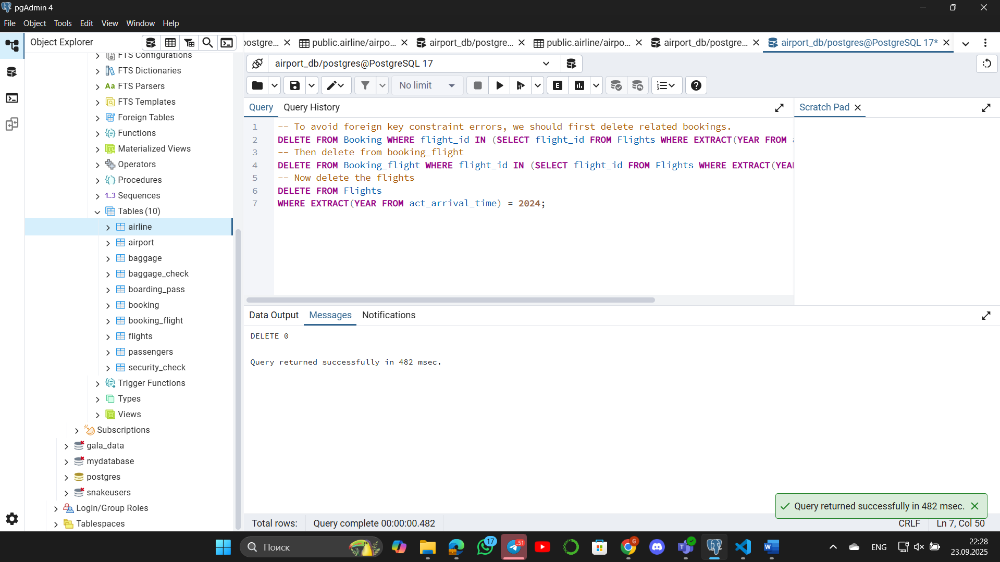 pgAdmin 4
File Object Tools Edit View Window Help
Object Explorer
FTS Configurations
FTS Dictionaries
Aa FTS Parsers
FTS Templates
Foreign Tables
Functions
Materialized Views
Operators
Procedures
1..3 Sequences
Tables (10)
airline
airport
baggage
baggage_check
boarding_pass
booking
booking_flight
flights
passengers
security_check
Trigger Functions
Types
Views
Subscriptions
gala_data
mydatabase
postgres
snakeusers
Login/Group Roles
Tablespaces
postgre... public.airline/airpo... airport_db/postgre... public.airline/airpo... airport_db/postgre... airport_db/postgres@PostgreSQL 17*
airport_db/postgres@PostgreSQL 17
No limit
Query Query History
Scratch Pad
1 -- To avoid foreign key constraint errors, we should first delete related bookings.
2 DELETE FROM Booking WHERE flight_id IN (SELECT flight_id FROM Flights WHERE EXTRACT(YEAR FROM
3 -- Then delete from booking_flight
4 DELETE FROM Booking_flight WHERE flight_id IN (SELECT flight_id FROM Flights WHERE EXTRACT(YEA
5 -- Now delete the flights
6 DELETE FROM Flights
7 WHERE EXTRACT(YEAR FROM act_arrival_time) = 2024;
Data Output Messages Notifications
DELETE 0
Query returned successfully in 482 msec.
Query returned successfully in 482 msec.
Total rows: Query complete 00:00:00.482
CRLF Ln 7, Col 50
Поиск
17
51
G
ENG
22:28
23.09.2025